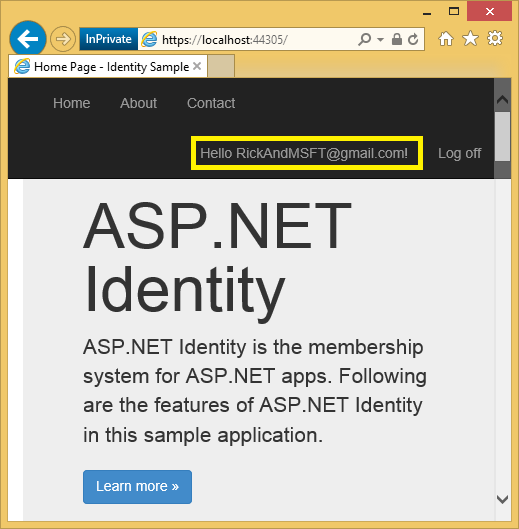 InPrivate
https://localhost:44305/
Home Page - Identity Sample
Home About Contact
Hello RickAndMSFT@gmail.com! Log off
ASP.NET
Identity
ASP.NET Identity is the membership
system for ASP.NET apps. Following
are the features of ASP.NET Identity
in this sample application.
Learn more »